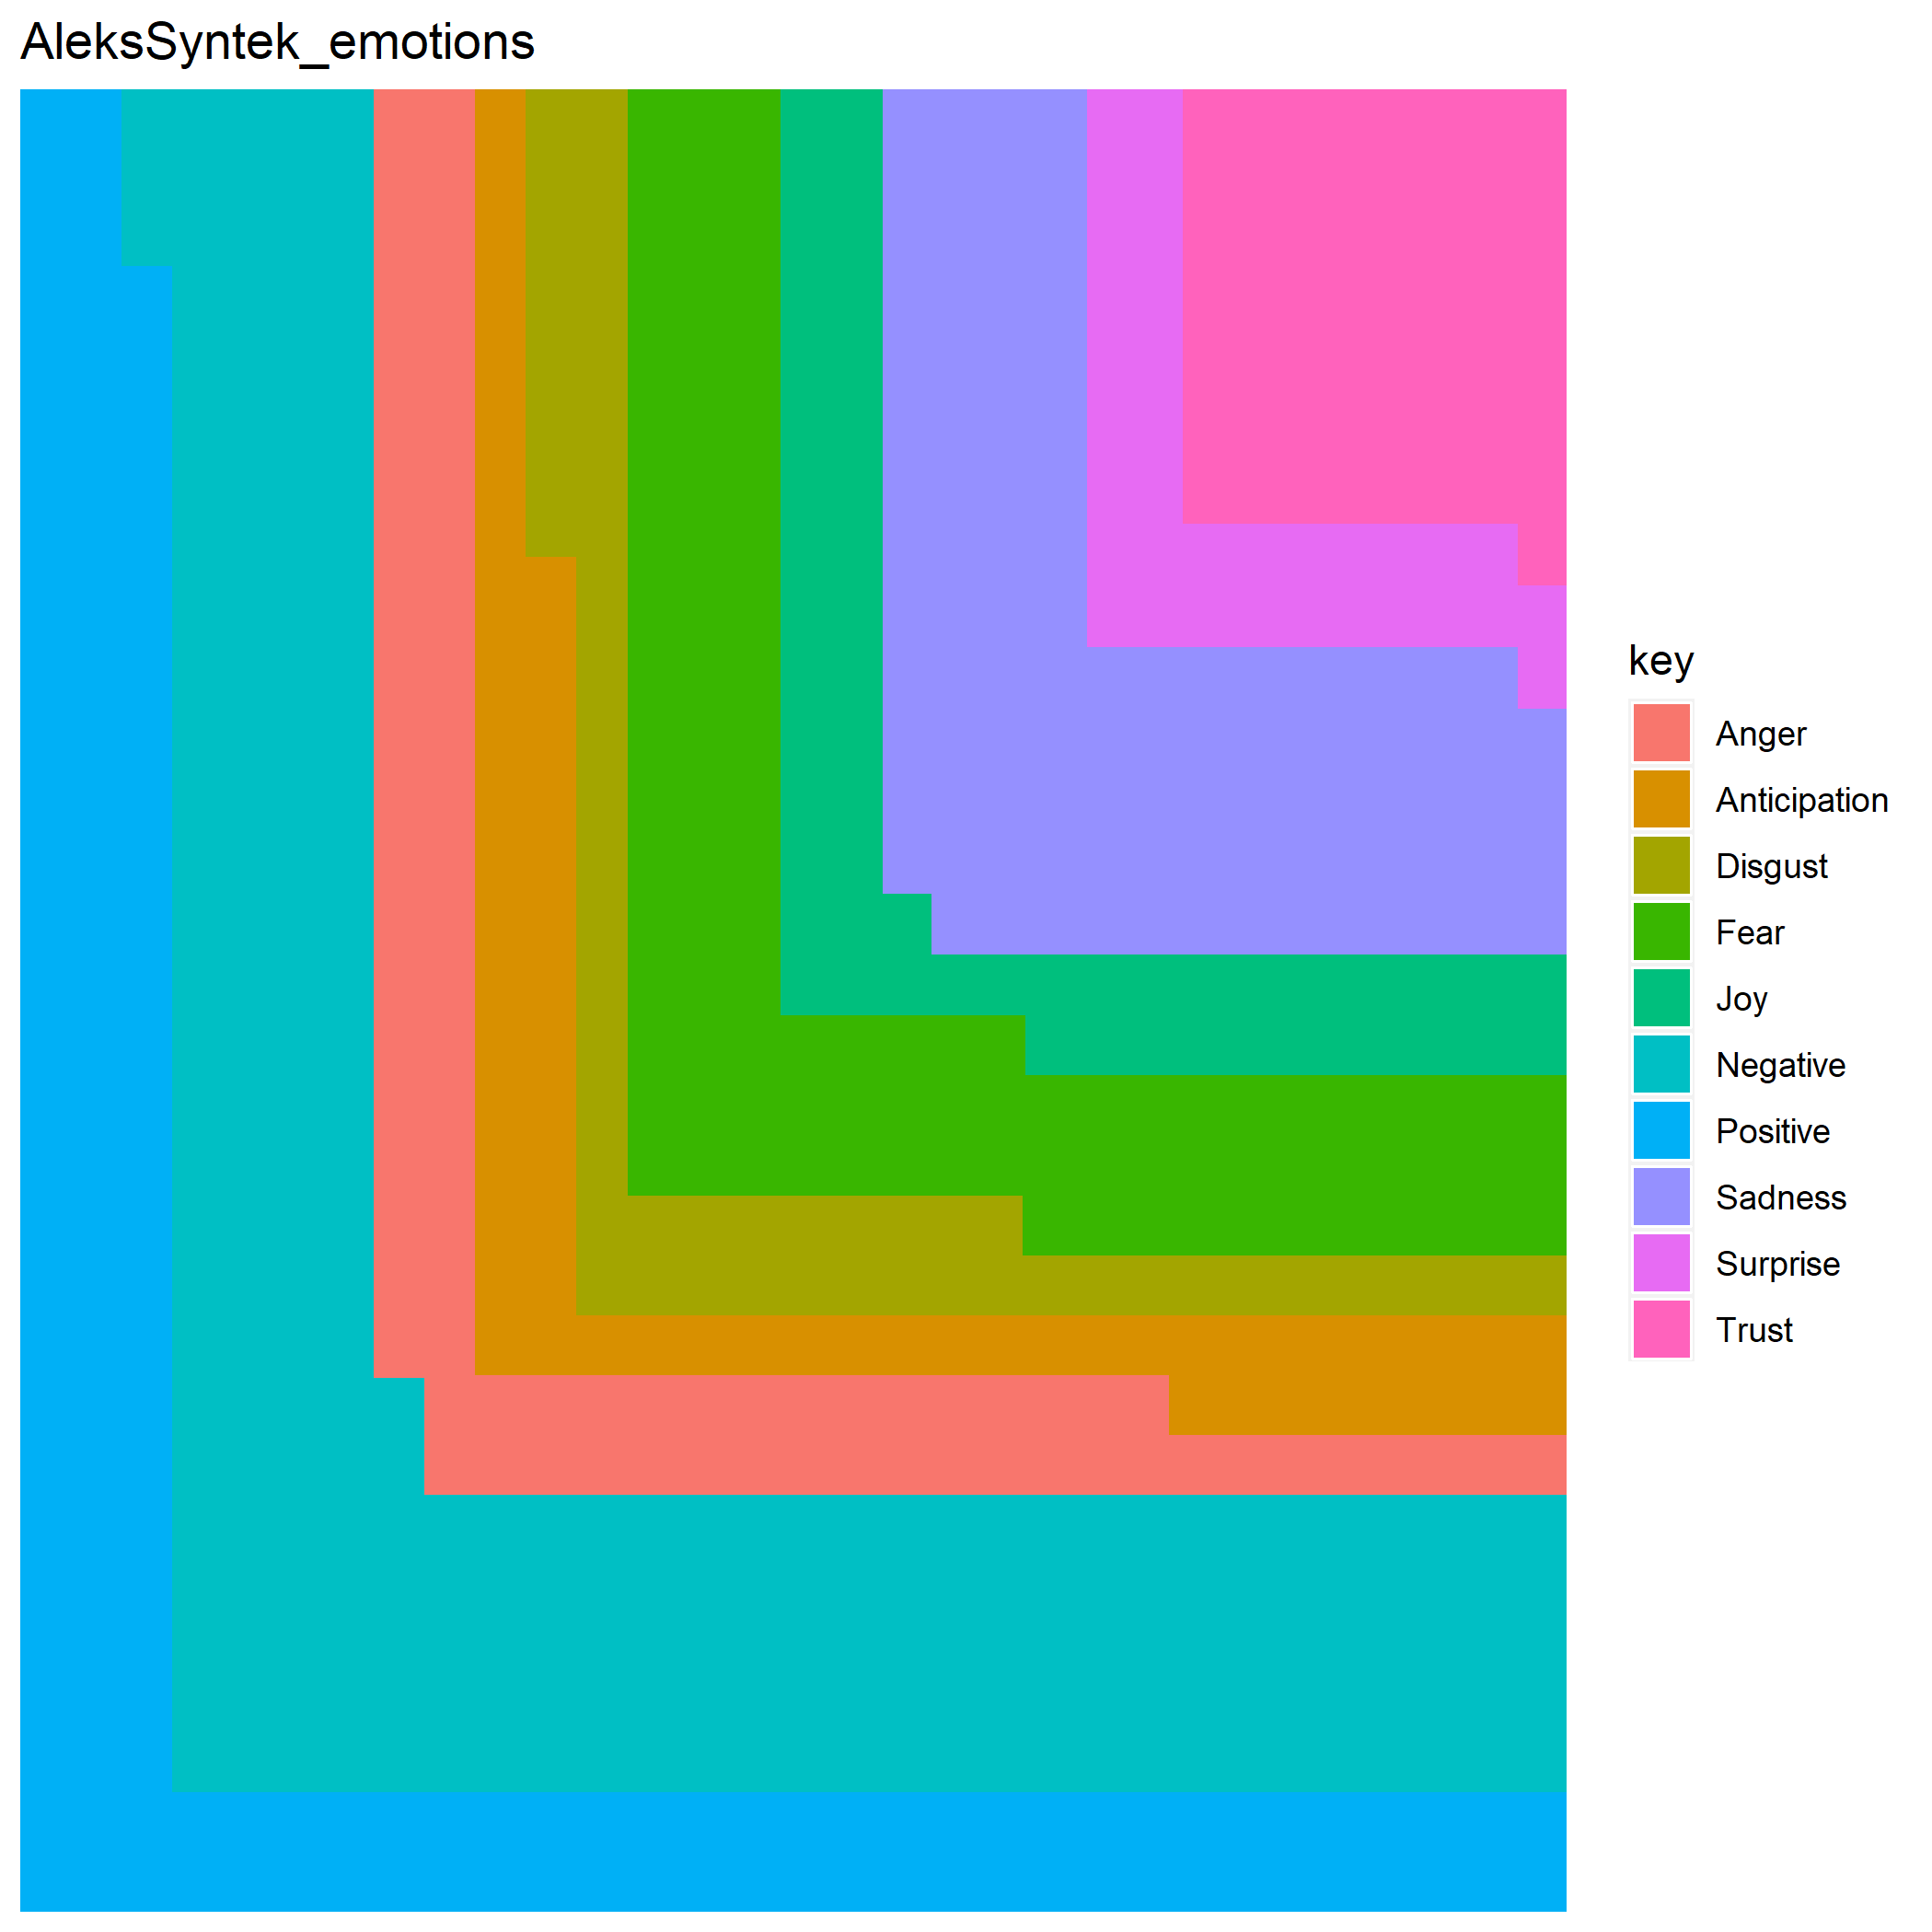 AleksSyntek_emotions
key
Anger
Anticipation
Disgust
Fear
Joy
Negative
Positive
Sadness
Surprise
Trust